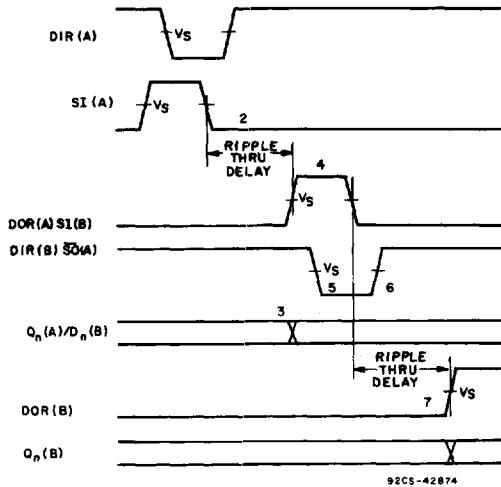 DIR (A)
VS
SI (A)
VS
2
RIPPLE
THRU
DELAY
4
VS
DOR(A) SI(B)
DIR(B) S̅O̅(A)
VS
5
6
3
Qn(A)/Dn(B)
RIPPLE
THRU
DELAY
7
VS
DOR(B)
Qn(B)
92CS-42874